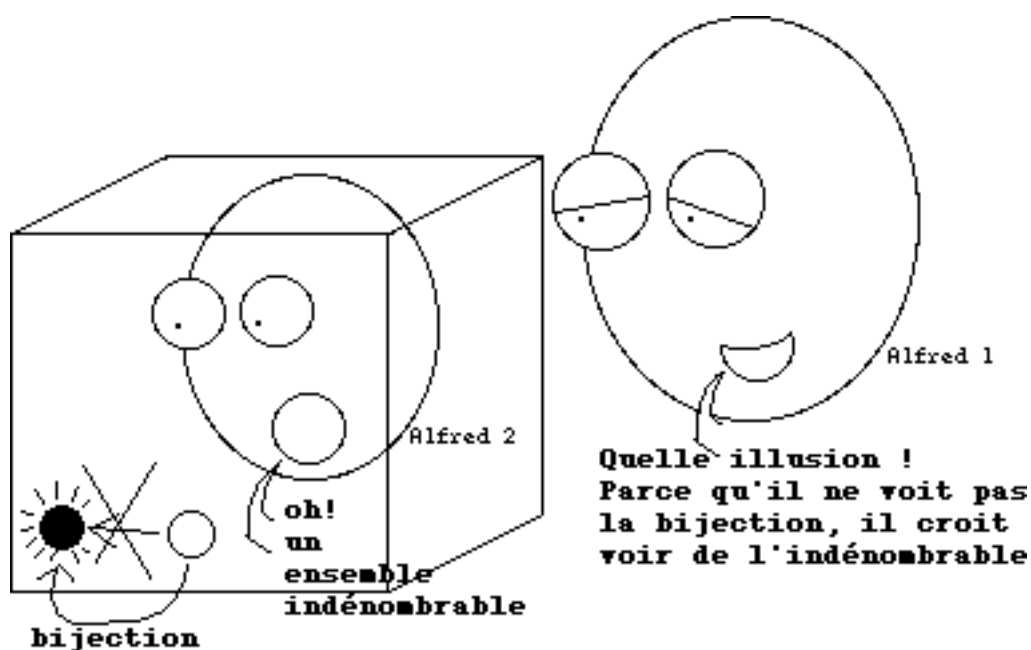 Alfred 1
Alfred 2
Quelle illusion !
Parce qu'il ne voit pas
la bijection, il croit
voir de l'indénombrable
oh!
un
ensemble
indénombrable
bijection